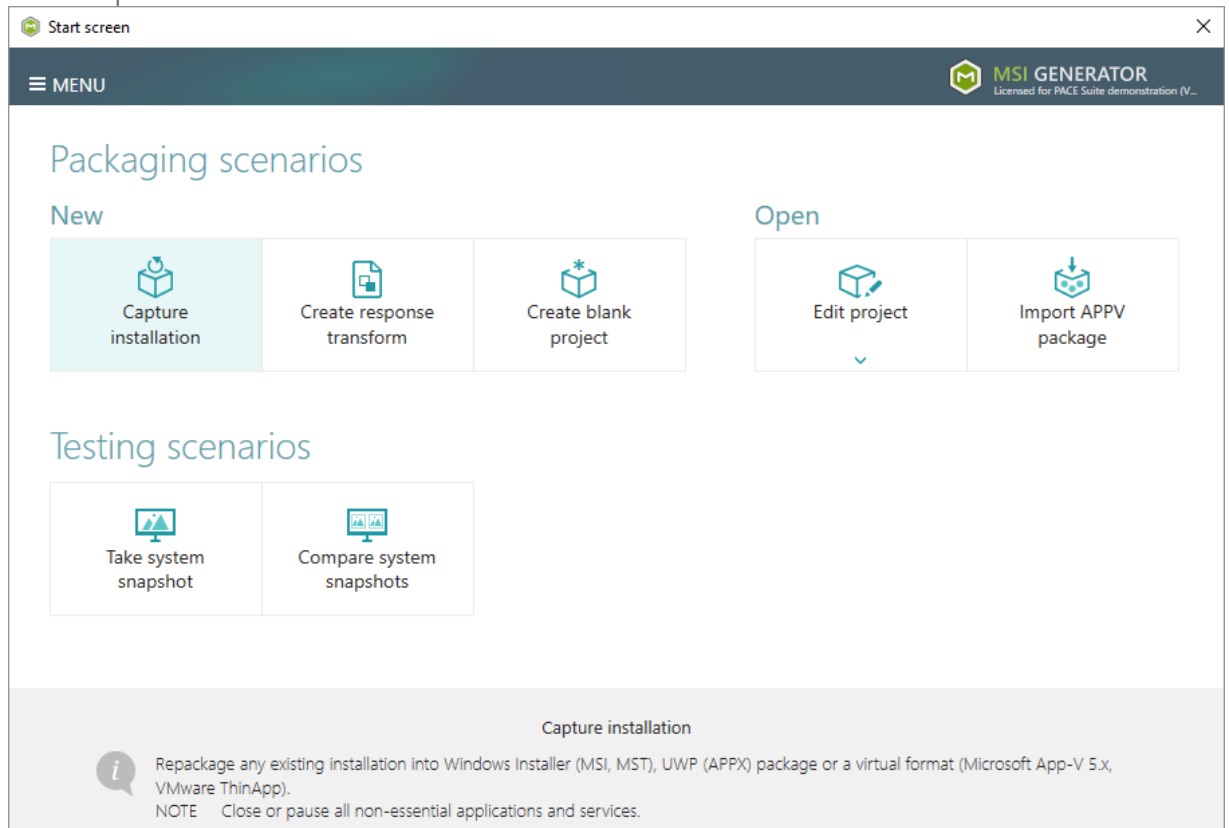 Start screen
MENU
MSI GENERATOR
Licensed for PACE Suite demonstration (V...
Packaging scenarios
New
Open
Capture
installation
Create response
transform
Create blank
project
Edit project
Import APPV
package
Testing scenarios
Take system
snapshot
Compare system
snapshots
Capture installation
Repackage any existing installation into Windows Installer (MSI, MST), UWP (APPX) package or a virtual format (Microsoft App-V 5.x,
VMware ThinApp).
NOTE Close or pause all non-essential applications and services.